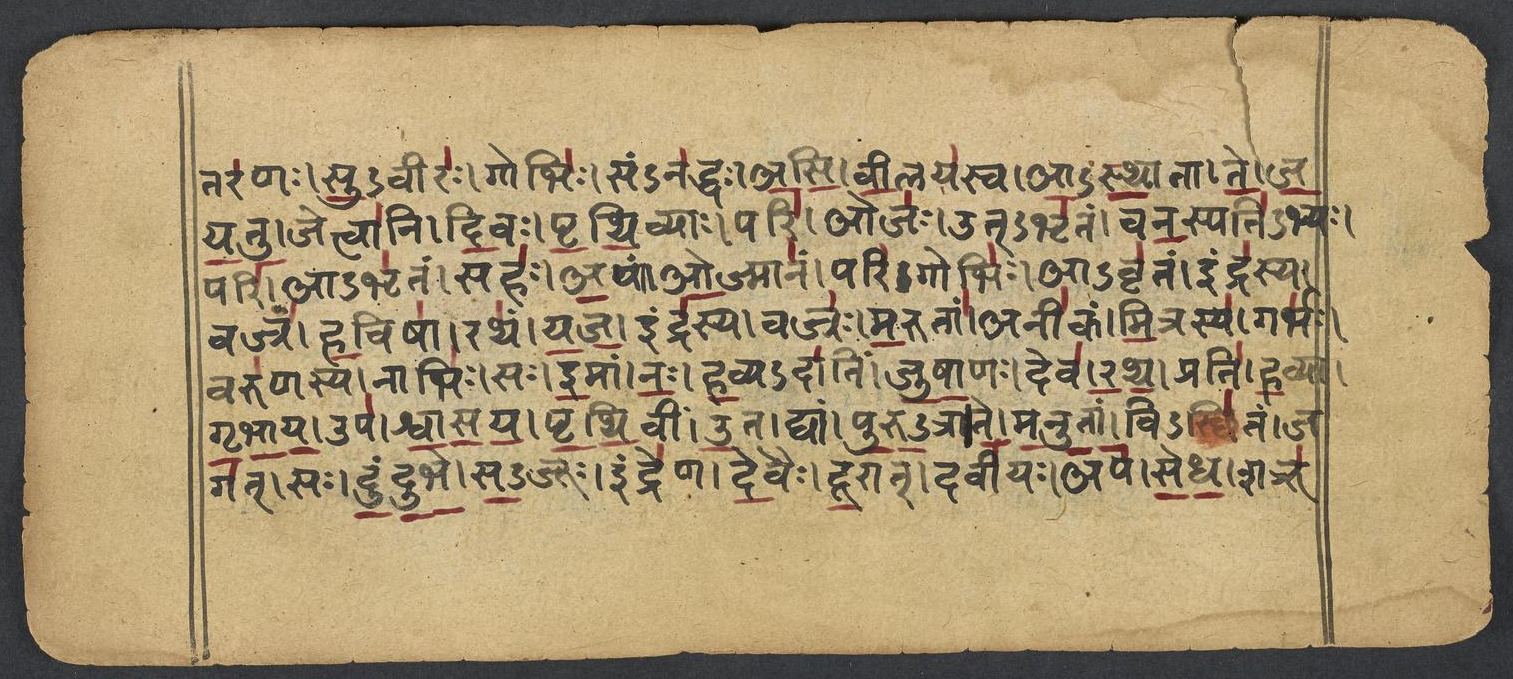 तरणः। सुऽवीरः। गोभिः। संऽनद्धः। असि। वीलयस्व। आऽस्थाता। ते। ज
यतु। जेत्वानि। दिवः। पृथिव्याः। परि। ओजः। उत्ऽभृतं। वनस्पतिऽभ्यः।
परि। आऽभृतं। सहः। अपां। ओज्मानं। परि। गोभिः। आऽवृतं। इंद्रस्य।
वज्रं। हविषा। रथं। यज। इंद्रस्य। वज्रः। मरुतां। अनीकं। मित्रस्य। गर्भः।
वरुणस्य। नाभिः। सः। इमां। नः। हव्यऽदातिं। जुषाणः। देव। रथ। प्रति। हव्या।
गृभाय। उप। श्वासय। पृथिवीं। उत। द्यां। पुरुऽत्रा। ते। मनुतां। विऽस्थितं। ज
गत्। सः। दुंदुभे। सऽजूः। इंद्रेण। देवैः। दूरात्। दवीयः। अप। सेध। शत्रू